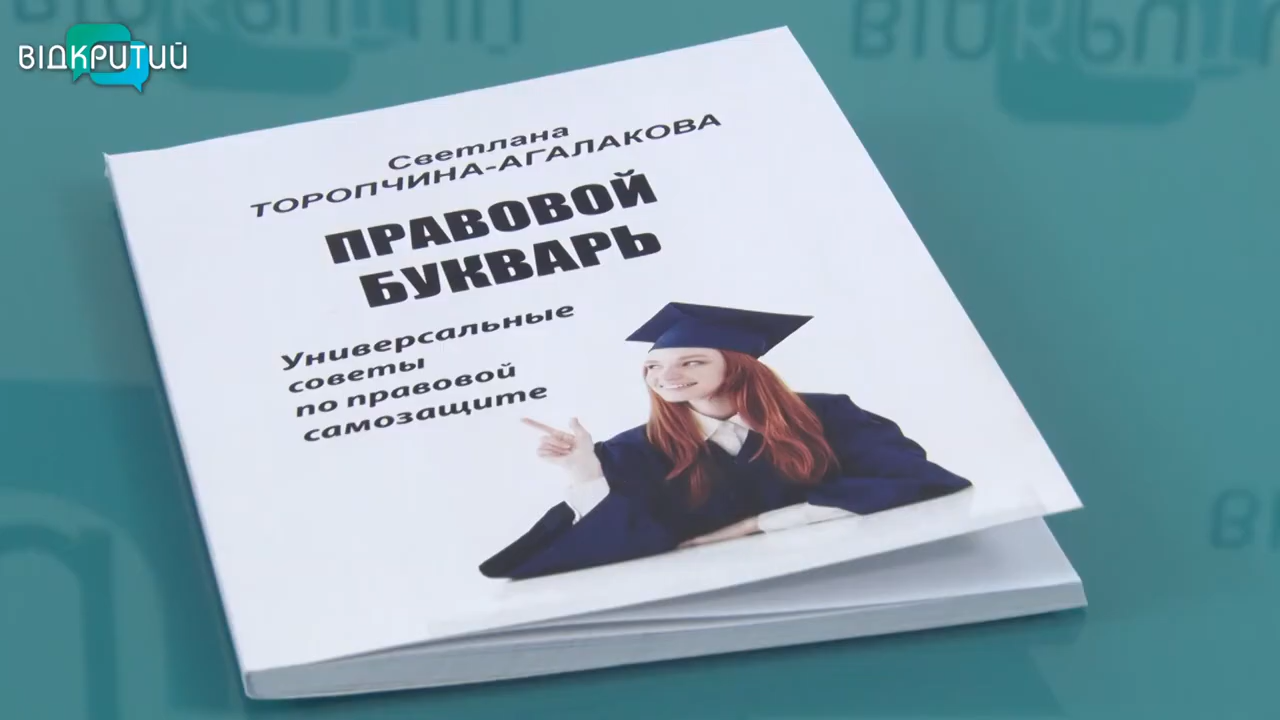 ВІДКРИТИЙ
Светлана
ТОРОПЧИНА-АГАЛАКОВА
ПРАВОВОЙ
БУКВАРЬ
Универсальные
советы
по правовой
самозащите